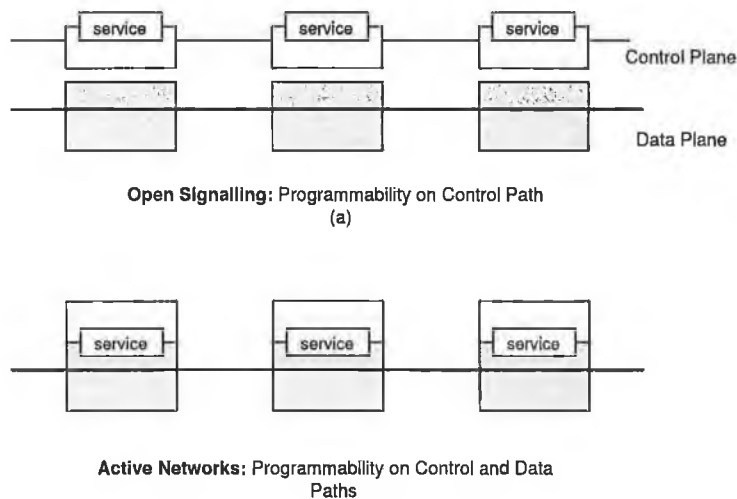 service service service
Control Plane
Data Plane
Open Signalling: Programmability on Control Path
(a)
service service service
Active Networks: Programmability on Control and Data
Paths